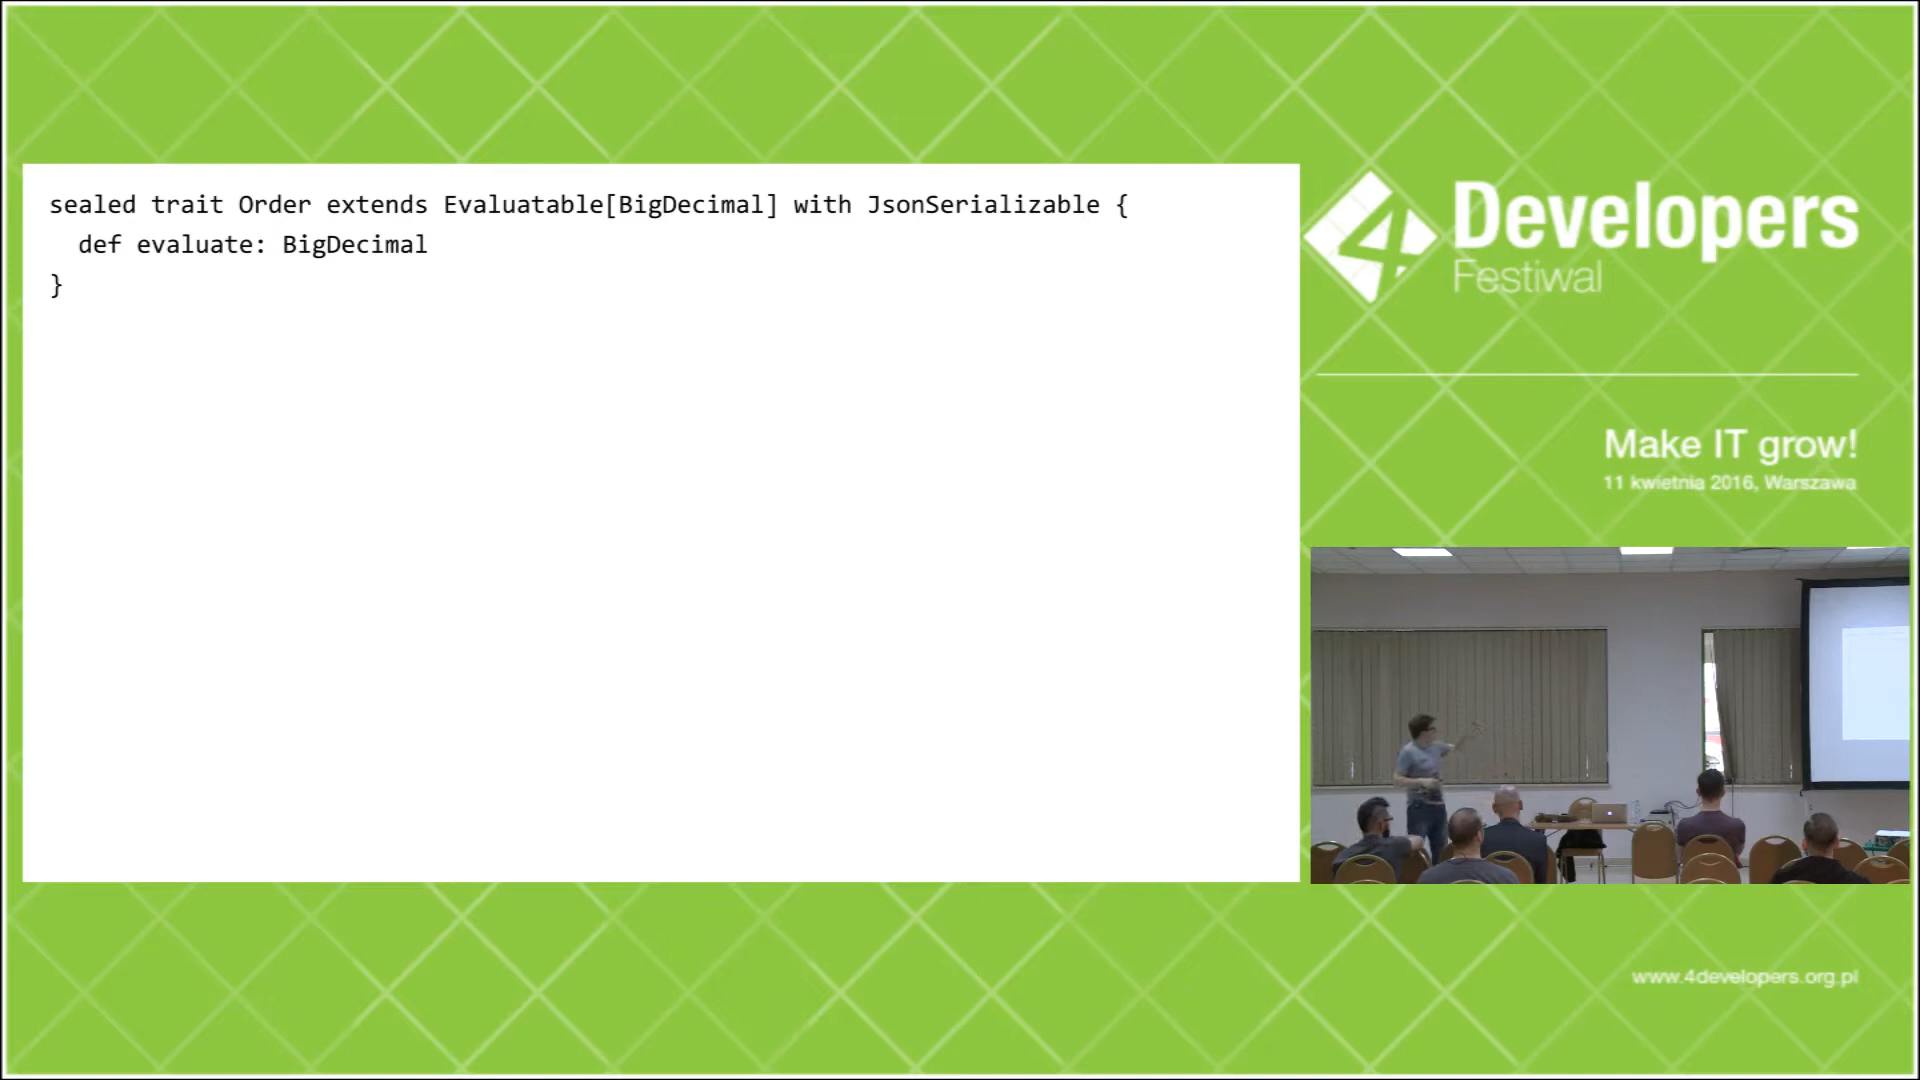 sealed trait Order extends Evaluatable[BigDecimal] with JsonSerializable {
  def evaluate: BigDecimal
}
4 Developers
Festiwal
Make IT grow!
11 kwietnia 2016, Warszawa
www.4developers.org.pl